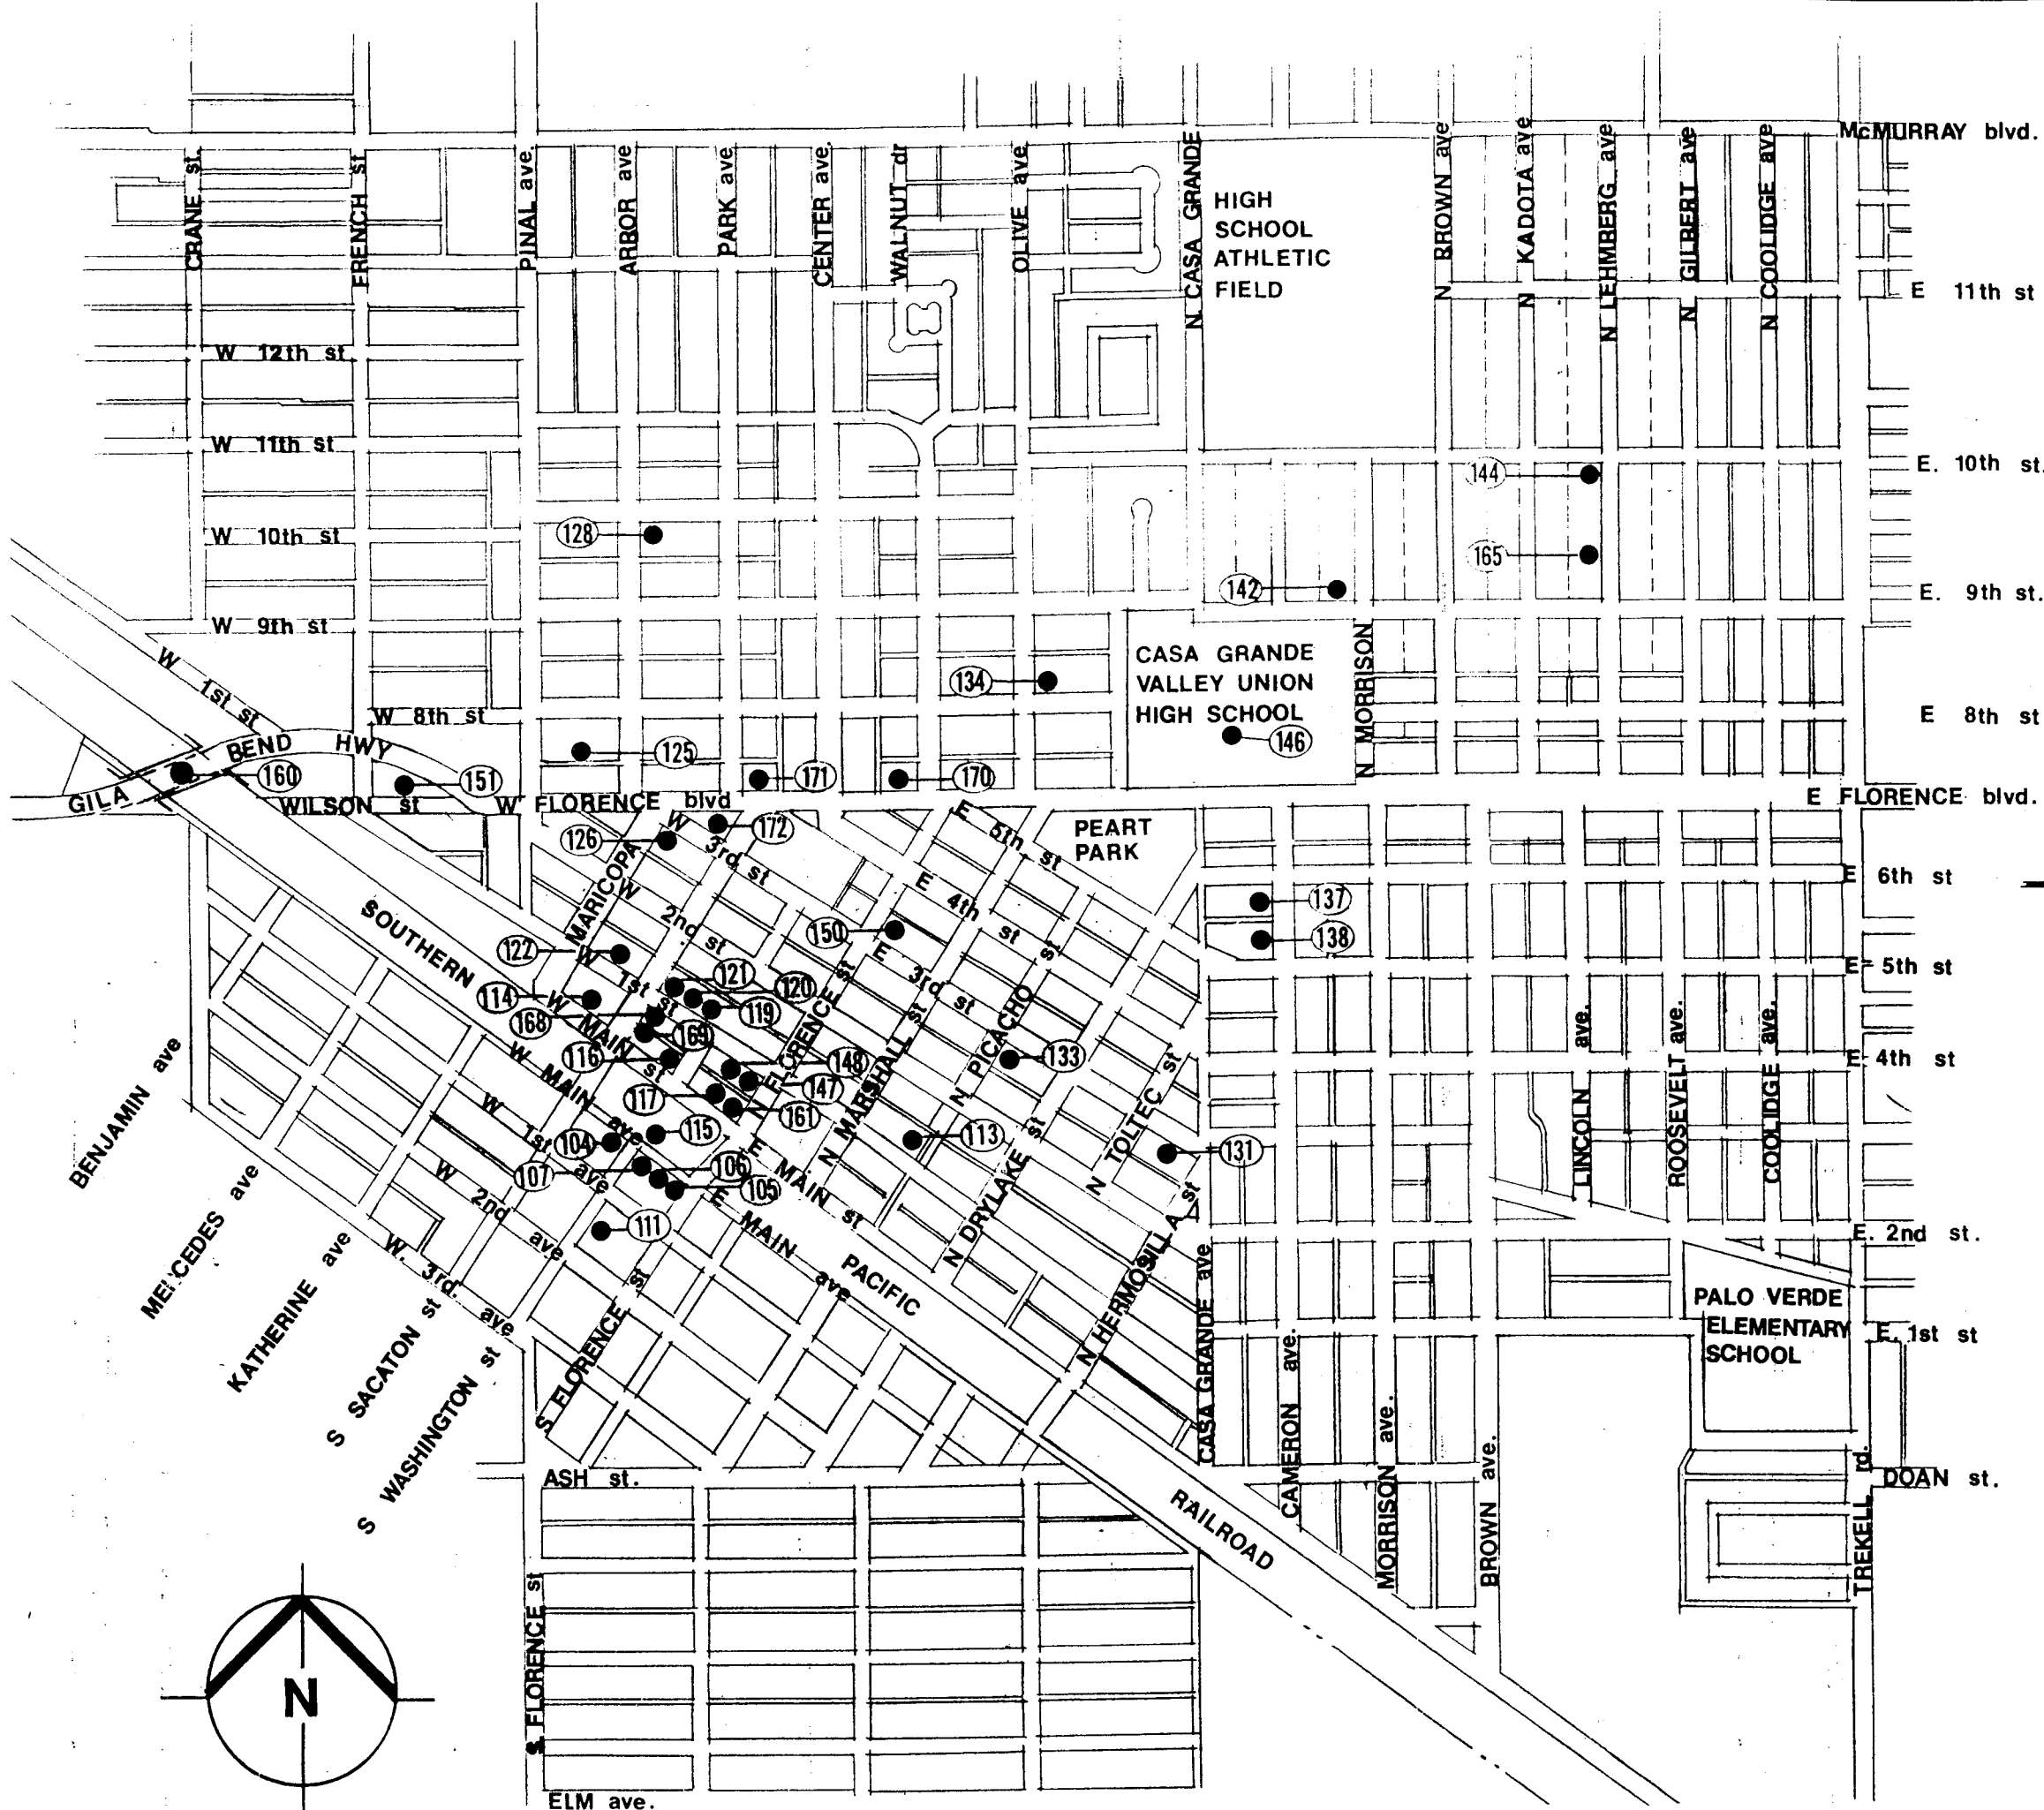 McMURRAY blvd.
CRANE st.
FRENCH st
PINAL ave.
ARBOR ave
PARK ave
CENTER ave.
WALNUT dr
OLIVE ave
N. CASA GRANDE
HIGH
SCHOOL
ATHLETIC
FIELD
N BROWN ave
N KADOTA ave
N LEHMBERG ave
N GILBERT ave
N COOLIDGE ave
E 11th st
W 12th st
W 11th st
E. 10th st.
144
W 10th st
128
165
142
E. 9th st.
W 9th st
N MORRISON
CASA GRANDE
VALLEY UNION
HIGH SCHOOL
134
146
W 1st st
W 8th st
E 8th st
GILA BEND HWY
160
151
125
171
170
WILSON st
W FLORENCE blvd
E FLORENCE blvd.
126
172
W 3rd st
E 5th st
PEART
PARK
MARICOPA
W 2nd st
E 4th st
E 6th st
137
138
150
SOUTHERN
122
E 3rd st
E 5th st
114
W 1st st
121
120
119
168
169
W MAIN st
N FLORENCE st
N MARSHALL st
N PICACHO st
116
148
147
133
117
161
E 4th st
BENJAMIN ave
W MAIN ave
W 1st ave
104
115
113
131
107
106
105
E MAIN st
N DRYLAKE st
N TOLTEC st
LINCOLN ave.
ROOSEVELT ave.
COOLIDGE ave.
MERCEDES ave
W 2nd ave
111
E MAIN ave
PACIFIC
N HERMOSILLA st
E. 2nd st.
KATHERINE ave
W. 3rd. ave
S SACATON st
S WASHINGTON st
S FLORENCE st
CASA GRANDE ave
PALO VERDE
ELEMENTARY
SCHOOL
E. 1st st
CAMERON ave.
MORRISON ave.
BROWN ave.
ASH st.
DOAN st.
RAILROAD
TREKELL rd.
S FLORENCE st
N
ELM ave.